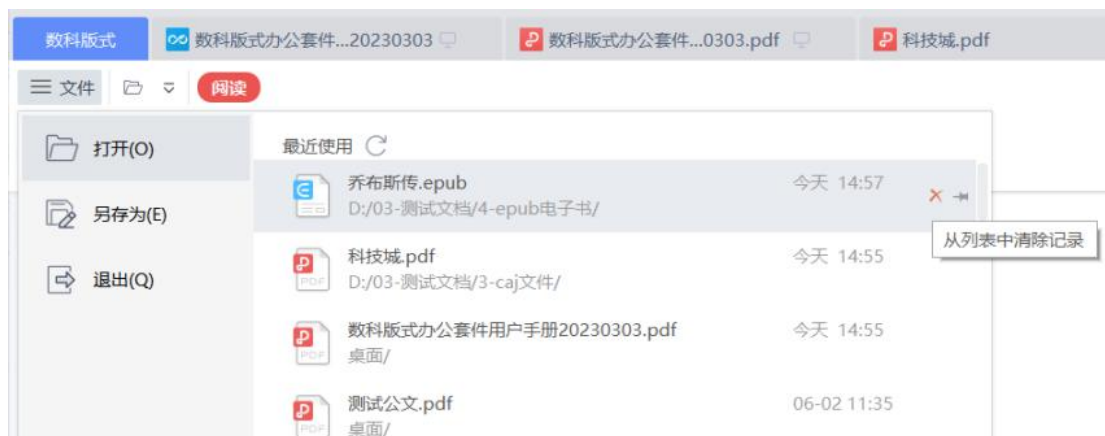 数科版式 数科版式办公套件...20230303 数科版式办公套件...0303.pdf 科技城.pdf
文件 阅读
打开(O)
另存为(E)
退出(Q)
最近使用
乔布斯传.epub 今天 14:57
D:/03-测试文档/4-epub电子书/
从列表中清除记录
科技城.pdf 今天 14:55
D:/03-测试文档/3-caj文件/
数科版式办公套件用户手册20230303.pdf 今天 14:55
桌面/
测试公文.pdf 06-02 11:35
桌面/